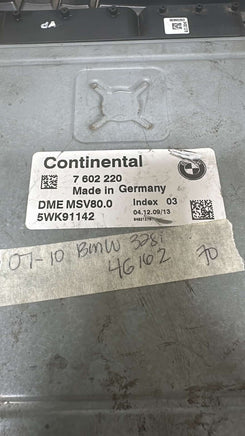 Continental
7 602 220
Made in Germany
DME MSV80.0 Index 03
5WK91142 04.12.09/13
07-10 BMW 328i
46162 70